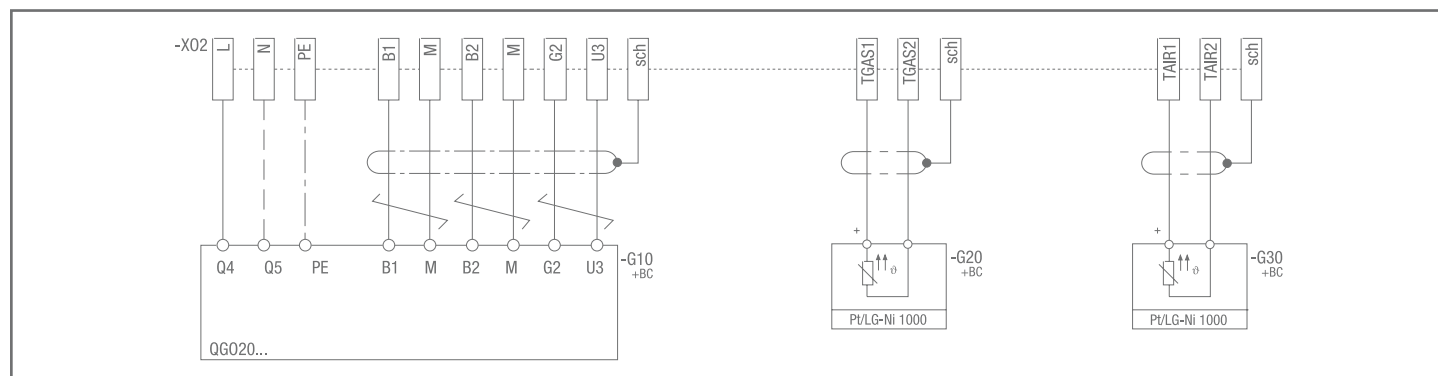 -X02 L N PE B1 M B2 M G2 U3 sch TGAS1 TGAS2 sch TAIR1 TAIR2 sch
+ +
Q4 Q5 PE B1 M B2 M G2 U3 -G10 -G20 -G30
+BC +BC +BC
ϑ ϑ
Pt/LG-Ni 1000 Pt/LG-Ni 1000
QGO20...